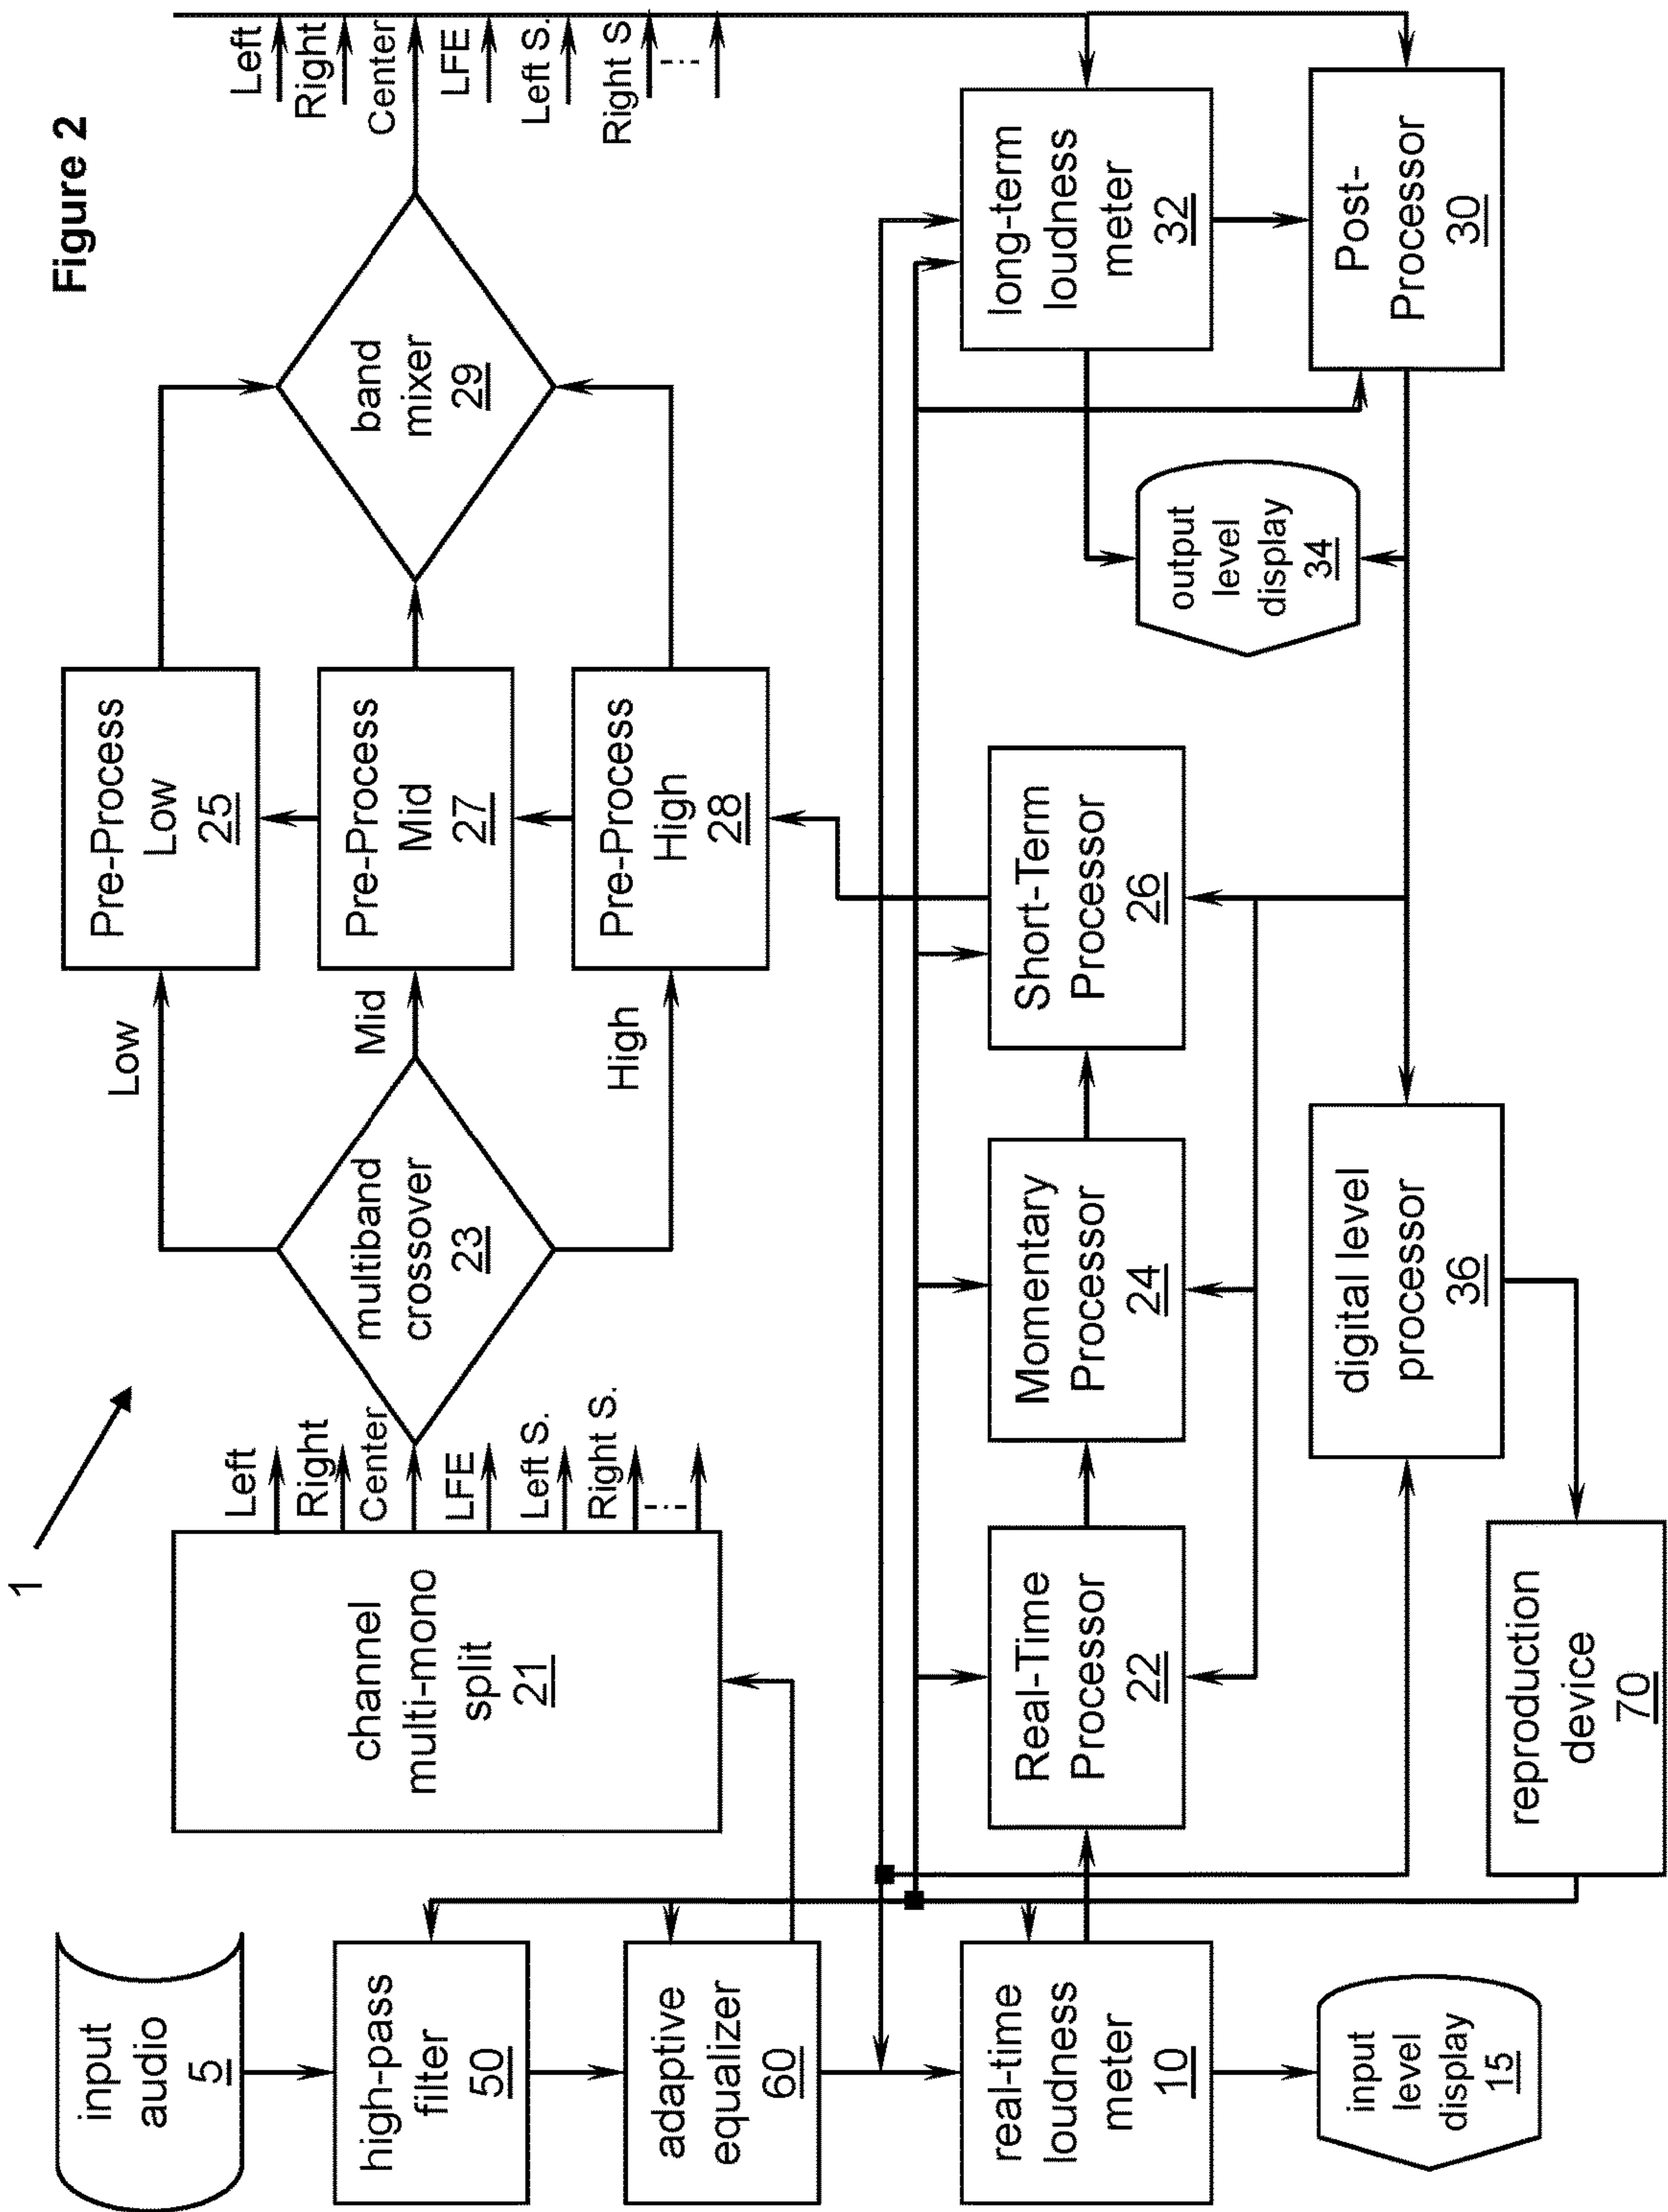 Figure 2
1
input
audio
5
high-pass
filter
50
adaptive
equalizer
60
real-time
loudness
meter
10
input
level
display
15
channel
multi-mono
split
21
Left
Right
Center
LFE
Left S.
Right S.
multiband
crossover
23
Low
Mid
High
Pre-Process
Low
25
Pre-Process
Mid
27
Pre-Process
High
28
band
mixer
29
Left
Right
Center
LFE
Left S.
Right S
Real-Time
Processor
22
Momentary
Processor
24
Short-Term
Processor
26
long-term
loudness
meter
32
Post-
Processor
30
output
level
display
34
digital level
processor
36
reproduction
device
70